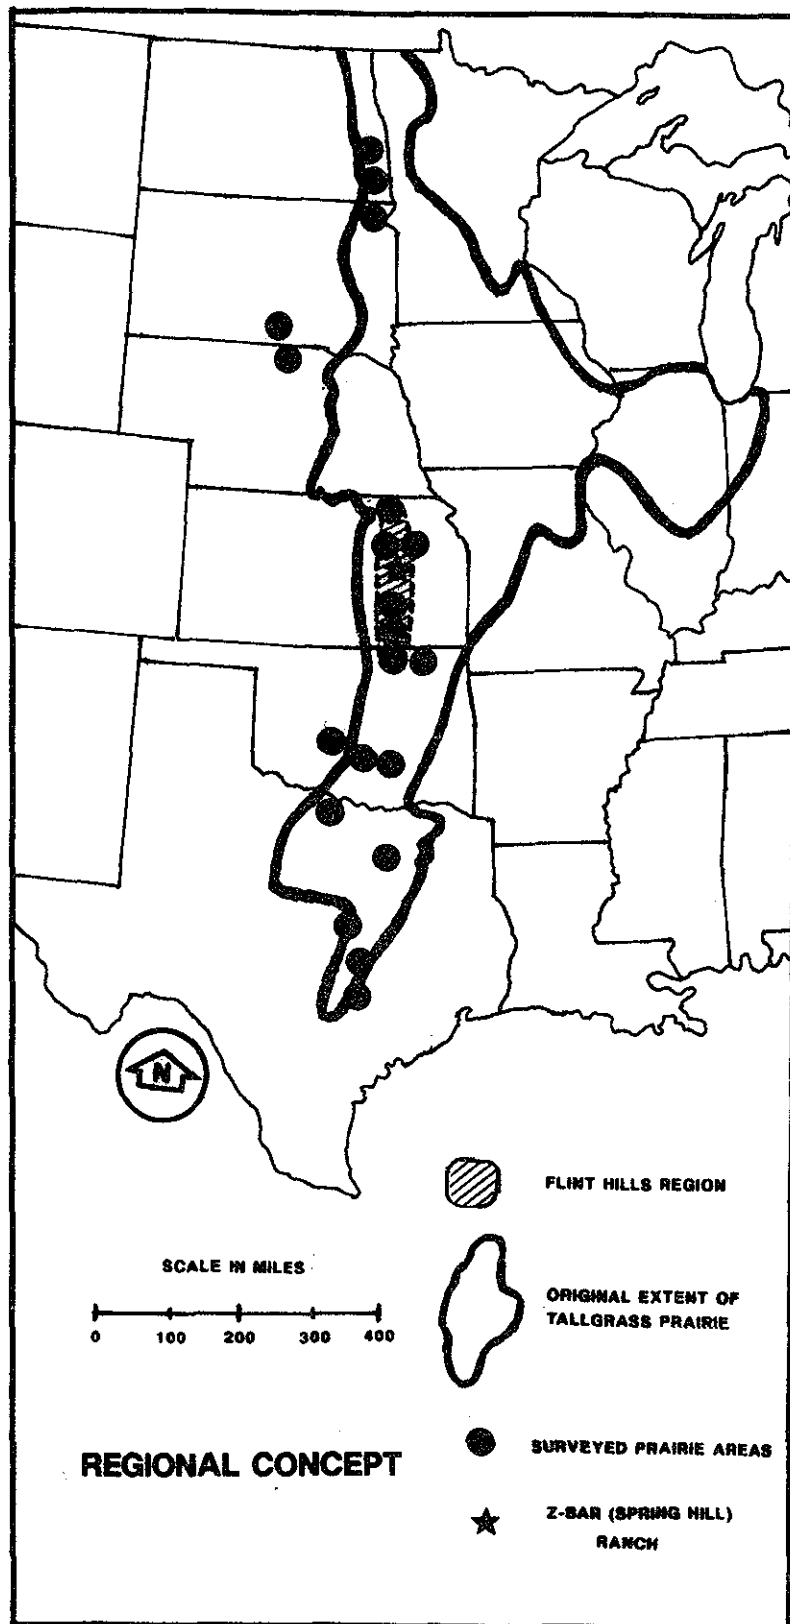 N
FLINT HILLS REGION
SCALE IN MILES
0 100 200 300 400
ORIGINAL EXTENT OF
TALLGRASS PRAIRIE
REGIONAL CONCEPT
SURVEYED PRAIRIE AREAS
Z-BAR (SPRING HILL)
RANCH